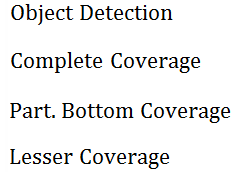 Object Detection
Complete Coverage
Part. Bottom Coverage
Lesser Coverage